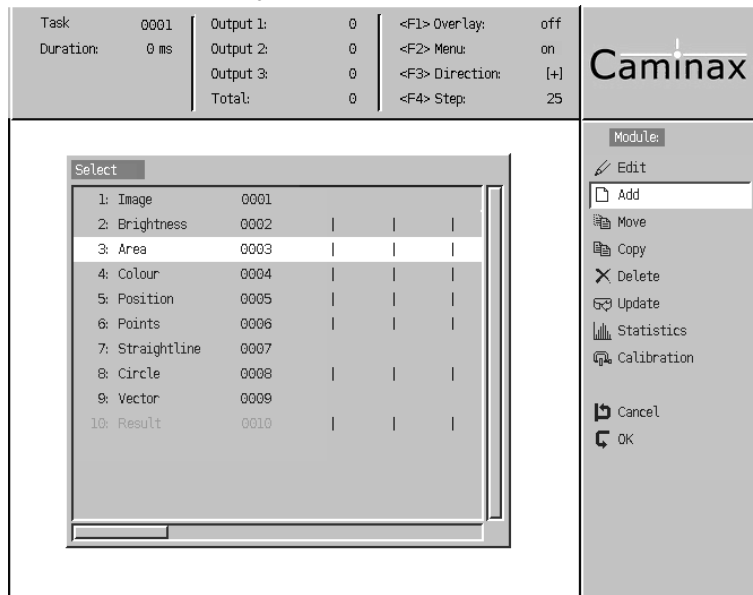 Task 0001
Duration: 0 ms
Output 1: 0
Output 2: 0
Output 3: 0
Total: 0
<F1> Overlay: off
<F2> Menu: on
<F3> Direction: [+]
<F4> Step: 25
Caminax
Select
1: Image 0001
2: Brightness 0002 | | |
3: Area 0003 | | |
4: Colour 0004 | | |
5: Position 0005 | | |
6: Points 0006 | | |
7: Straightline 0007
8: Circle 0008 | | |
9: Vector 0009
10: Result 0010 | | |
Module:
Edit
Add
Move
Copy
Delete
Update
Statistics
Calibration
Cancel
OK